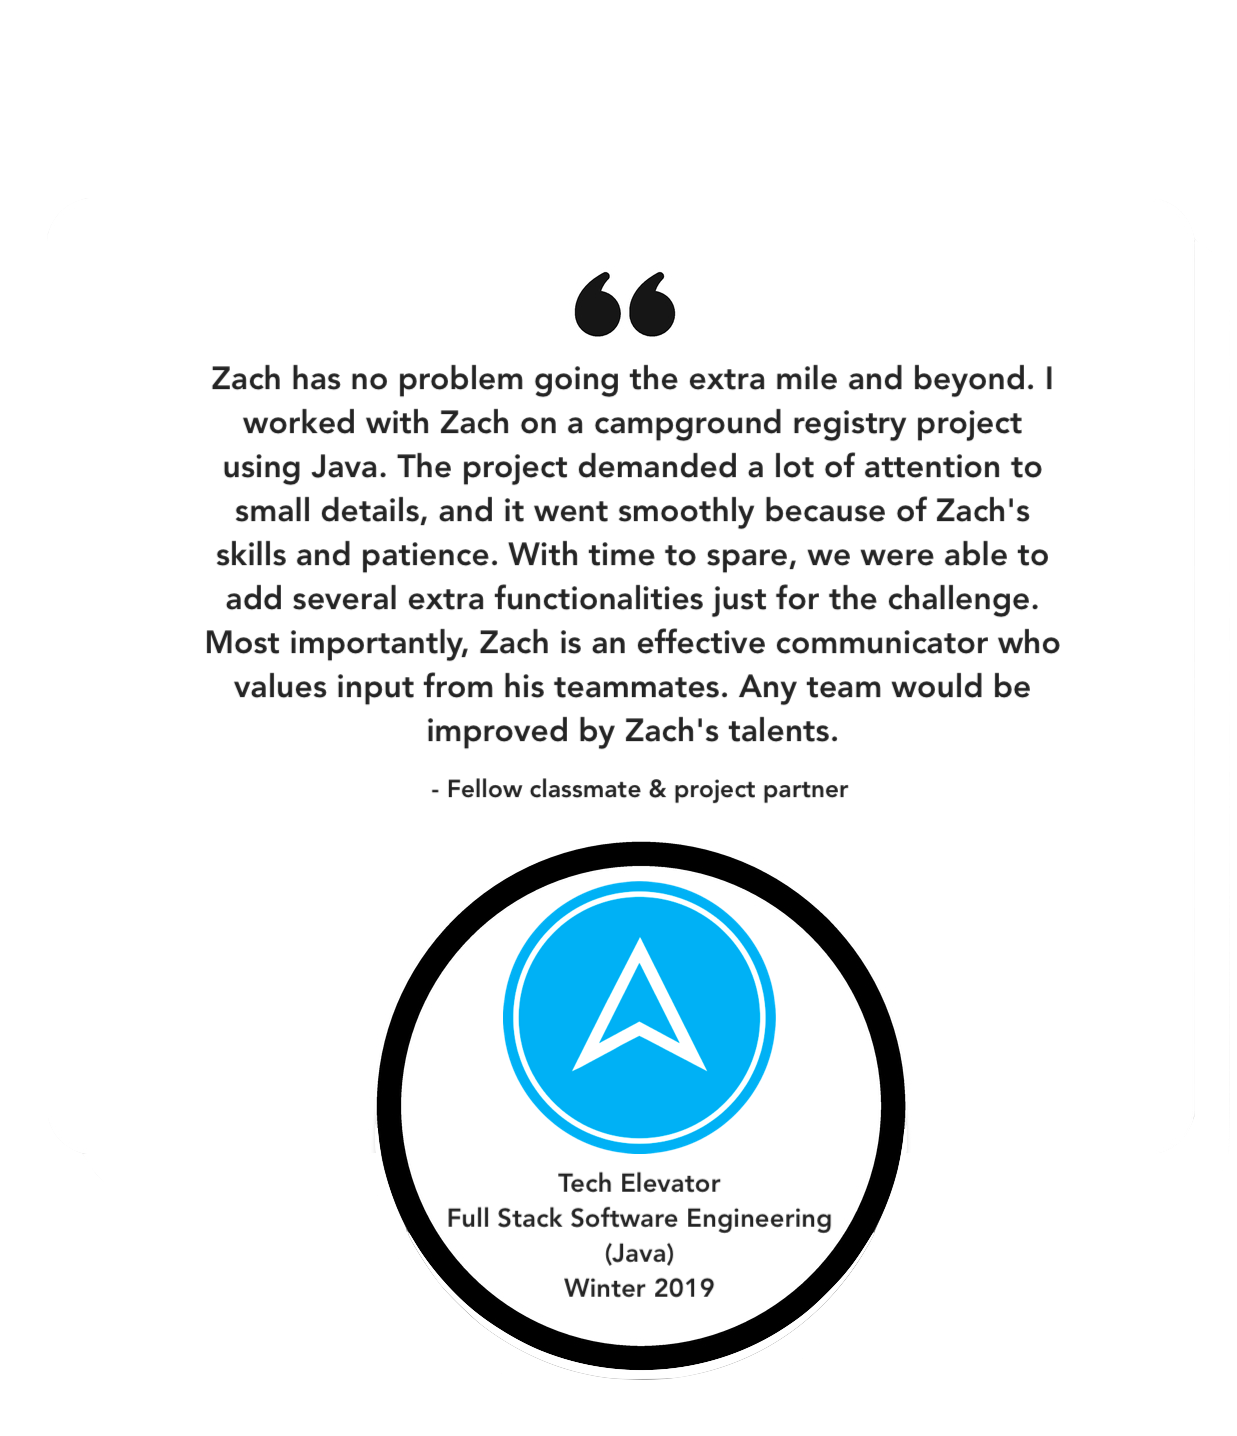 Zach has no problem going the extra mile and beyond. I
worked with Zach on a campground registry project
using Java. The project demanded a lot of attention to
small details, and it went smoothly because of Zach's
skills and patience. With time to spare, we were able to
add several extra functionalities just for the challenge.
Most importantly, Zach is an effective communicator who
values input from his teammates. Any team would be
improved by Zach's talents.
- Fellow classmate & project partner
Tech Elevator
Full Stack Software Engineering
(Java)
Winter 2019